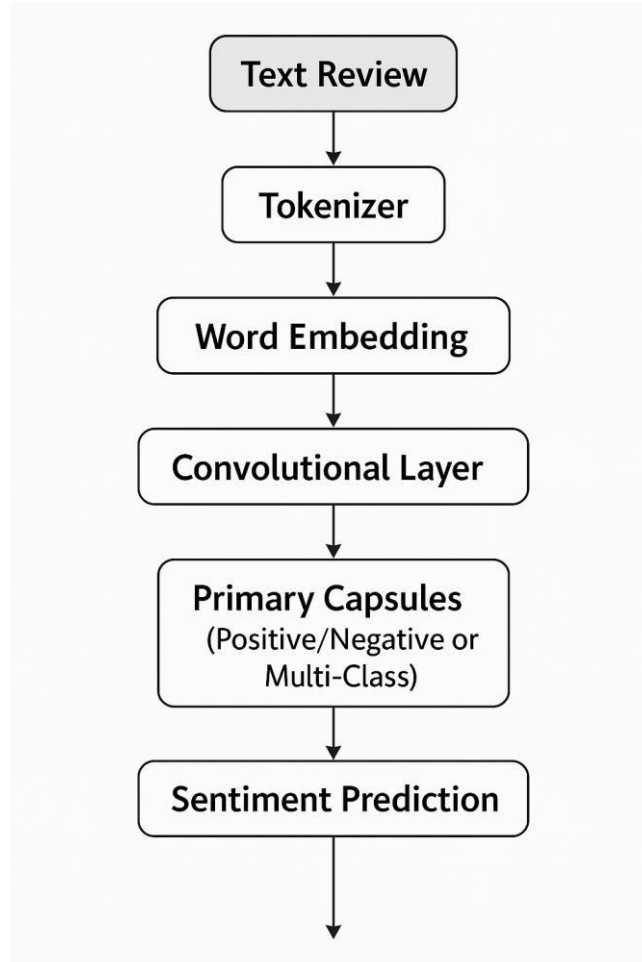 Text Review
Tokenizer
Word Embedding
Convolutional Layer
Primary Capsules
(Positive/Negative or
Multi-Class)
Sentiment Prediction